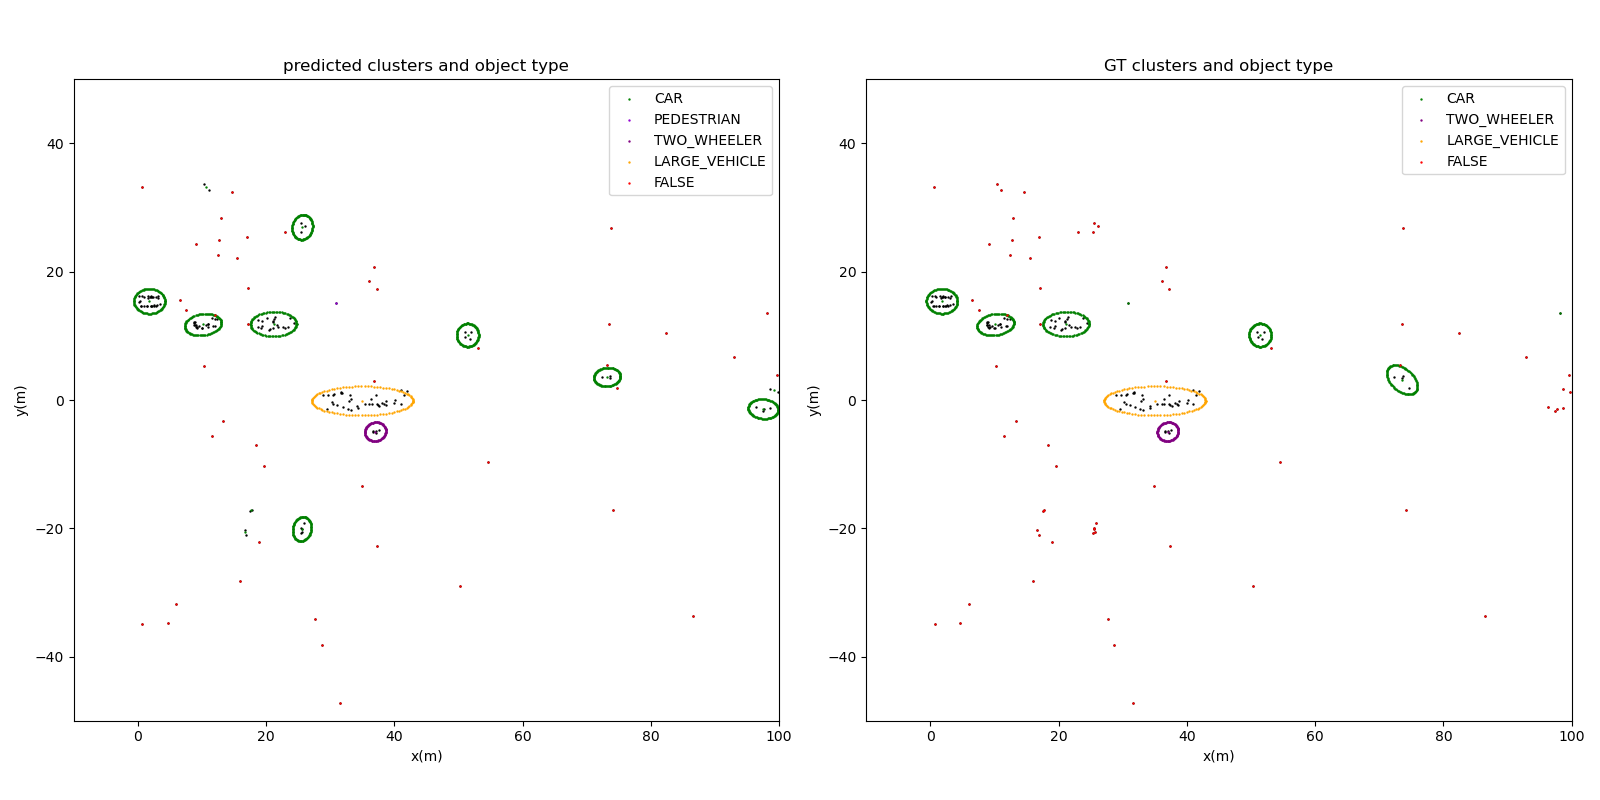 predicted clusters and object type
CAR
PEDESTRIAN
TWO_WHEELER
LARGE_VEHICLE
FALSE
40
20
0
−20
−40
y(m)
0 20 40 60 80 100
x(m)
GT clusters and object type
CAR
TWO_WHEELER
LARGE_VEHICLE
FALSE
40
20
0
−20
−40
y(m)
0 20 40 60 80 100
x(m)